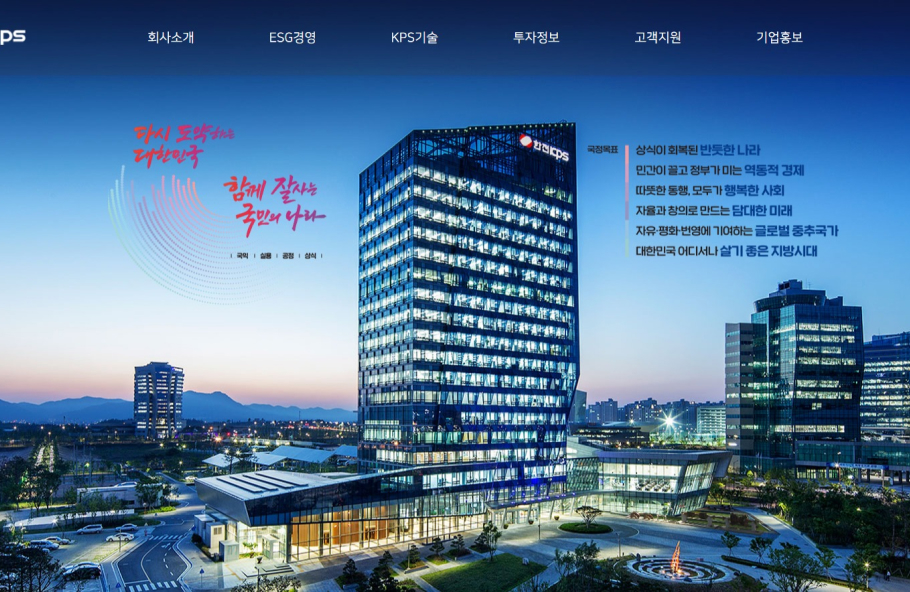 PS
회사소개
ESG경영
KPS기술
투자정보
고객지원
기업홍보
다시 도약하는
대한민국
함께 잘사는
국민의 나라
국익 | 실용 | 공정 | 상식
한전KPS
국정목표
상식이 회복된 반듯한 나라
민간이 끌고 정부가 미는 역동적 경제
따뜻한 동행, 모두가 행복한 사회
자율과 창의로 만드는 담대한 미래
자유·평화·번영에 기여하는 글로벌 중추국가
대한민국 어디서나 살기 좋은 지방시대